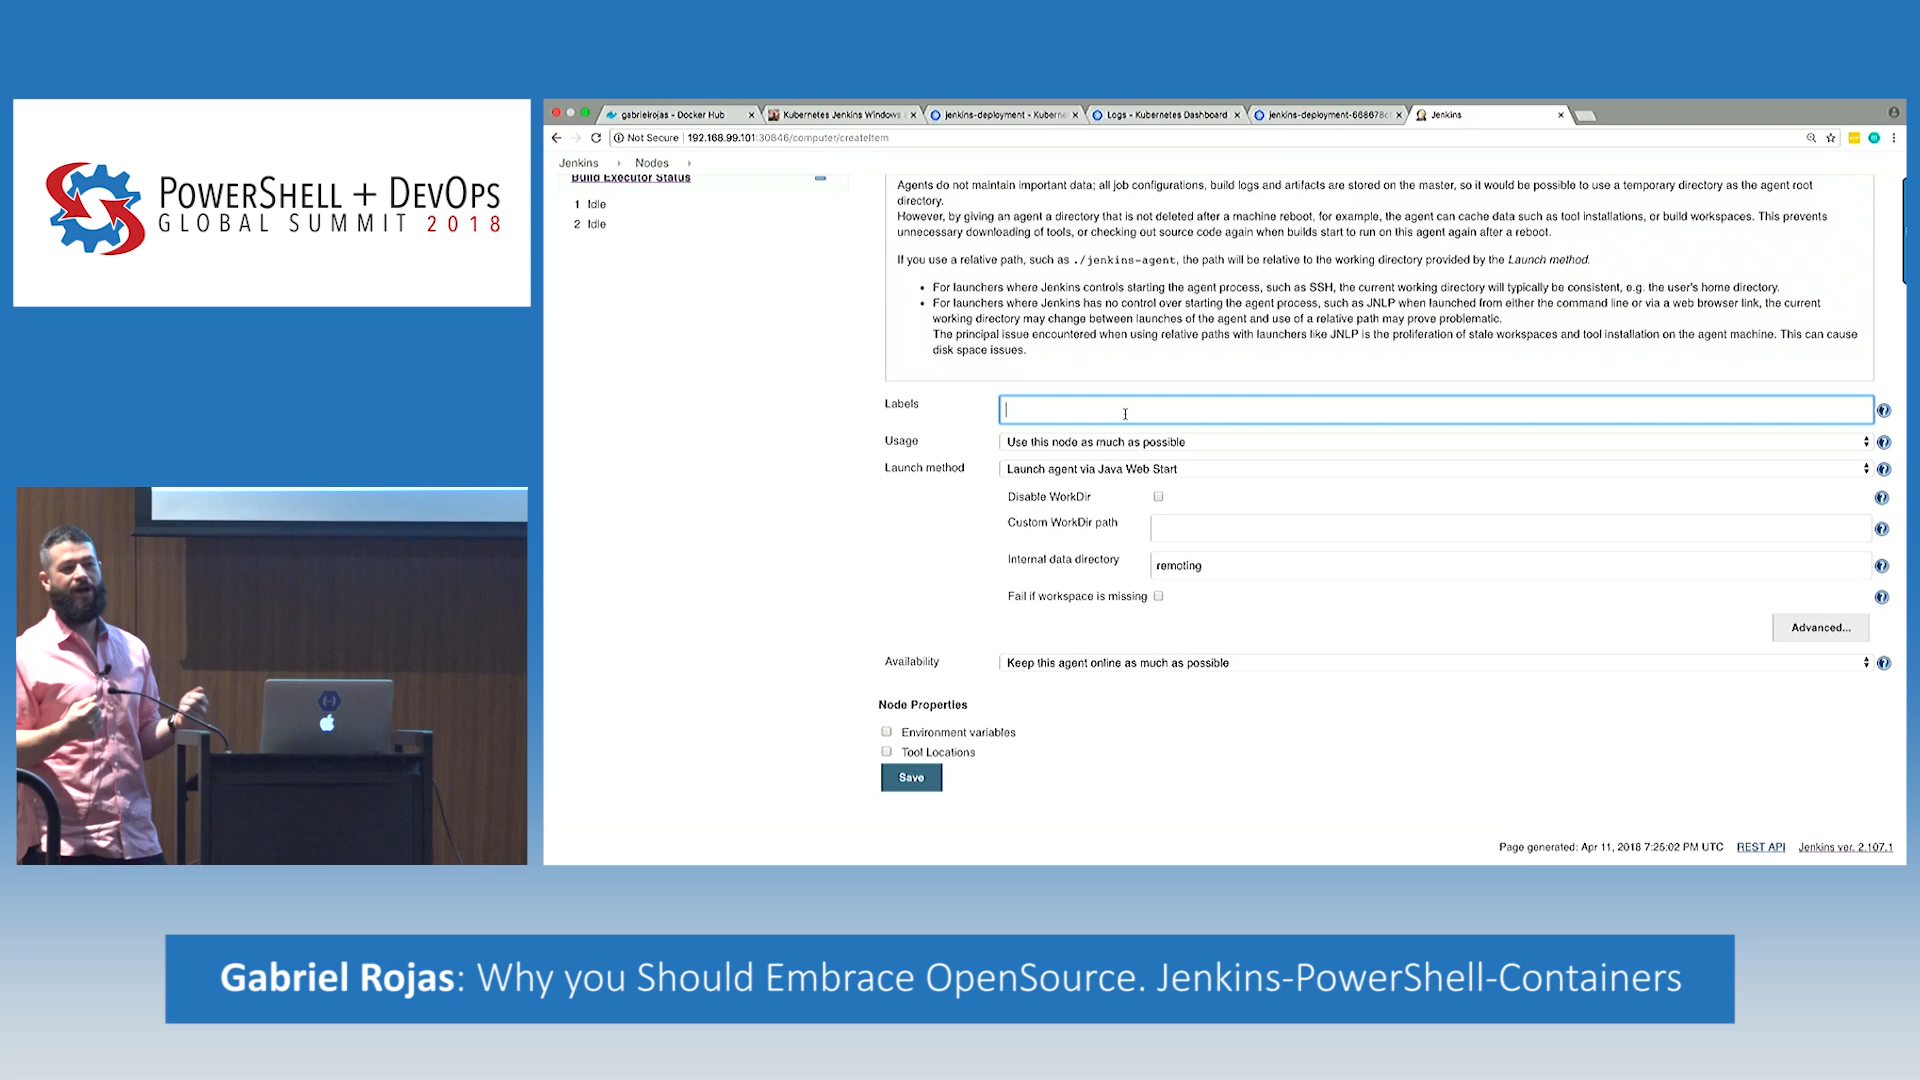 POWERSHELL + DEVOPS
GLOBAL SUMMIT 2018
gabrielrojas - Docker Hub
Kubernetes Jenkins Windows
jenkins-deployment - Kuberne
Logs - Kubernetes Dashboard
jenkins-deployment-668678c
Jenkins
Not Secure | 192.168.99.101:30846/computer/createItem
Jenkins
Nodes
Build Executor Status
1 Idle
2 Idle
Agents do not maintain important data; all job configurations, build logs and artifacts are stored on the master, so it would be possible to use a temporary directory as the agent root
directory.
However, by giving an agent a directory that is not deleted after a machine reboot, for example, the agent can cache data such as tool installations, or build workspaces. This prevents
unnecessary downloading of tools, or checking out source code again when builds start to run on this agent again after a reboot.
If you use a relative path, such as ./jenkins-agent, the path will be relative to the working directory provided by the Launch method.
• For launchers where Jenkins controls starting the agent process, such as SSH, the current working directory will typically be consistent, e.g. the user's home directory.
• For launchers where Jenkins has no control over starting the agent process, such as JNLP when launched from either the command line or via a web browser link, the current
working directory may change between launches of the agent and use of a relative path may prove problematic.
The principal issue encountered when using relative paths with launchers like JNLP is the proliferation of stale workspaces and tool installation on the agent machine. This can cause
disk space issues.
Labels
Usage
Use this node as much as possible
Launch method
Launch agent via Java Web Start
Disable WorkDir
Custom WorkDir path
Internal data directory
remoting
Fail if workspace is missing
Advanced...
Availability
Keep this agent online as much as possible
Node Properties
Environment variables
Tool Locations
Save
Page generated: Apr 11, 2018 7:25:02 PM UTC
REST API
Jenkins ver. 2.107.1
Gabriel Rojas: Why you Should Embrace OpenSource. Jenkins-PowerShell-Containers